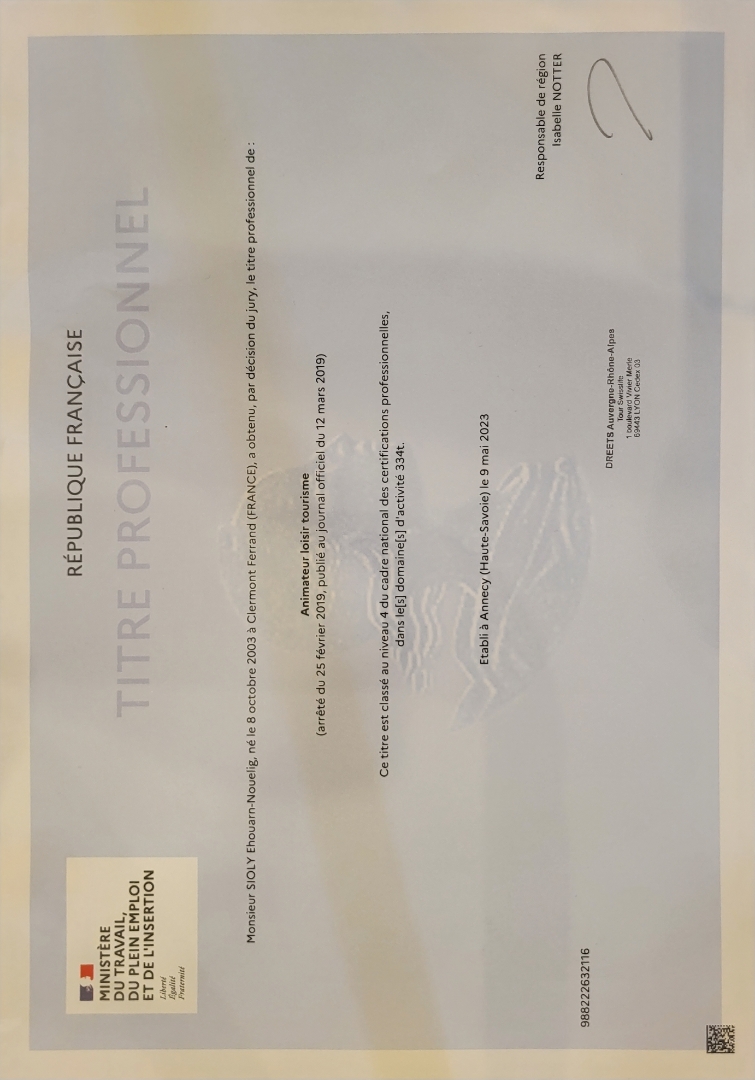 MINISTÈRE
DU TRAVAIL,
DU PLEIN EMPLOI
ET DE L'INSERTION
Liberté
Égalité
Fraternité
RÉPUBLIQUE FRANÇAISE
TITRE PROFESSIONNEL
Monsieur SIOLY Ehouarn-Nouelig, né le 8 octobre 2003 à Clermont Ferrand (FRANCE), a obtenu, par décision du jury, le titre professionnel de :
Animateur loisir tourisme
(arrêté du 25 février 2019, publié au journal officiel du 12 mars 2019)
Ce titre est classé au niveau 4 du cadre national des certifications professionnelles,
dans le[s] domaine[s] d'activité 334t.
Etabli à Annecy (Haute-Savoie) le 9 mai 2023
Responsable de région
Isabelle NOTTER
988222632116
DREETS Auvergne-Rhône-Alpes
Tour Swisslife
1 boulevard Vivier Merle
69443 LYON Cedex 03